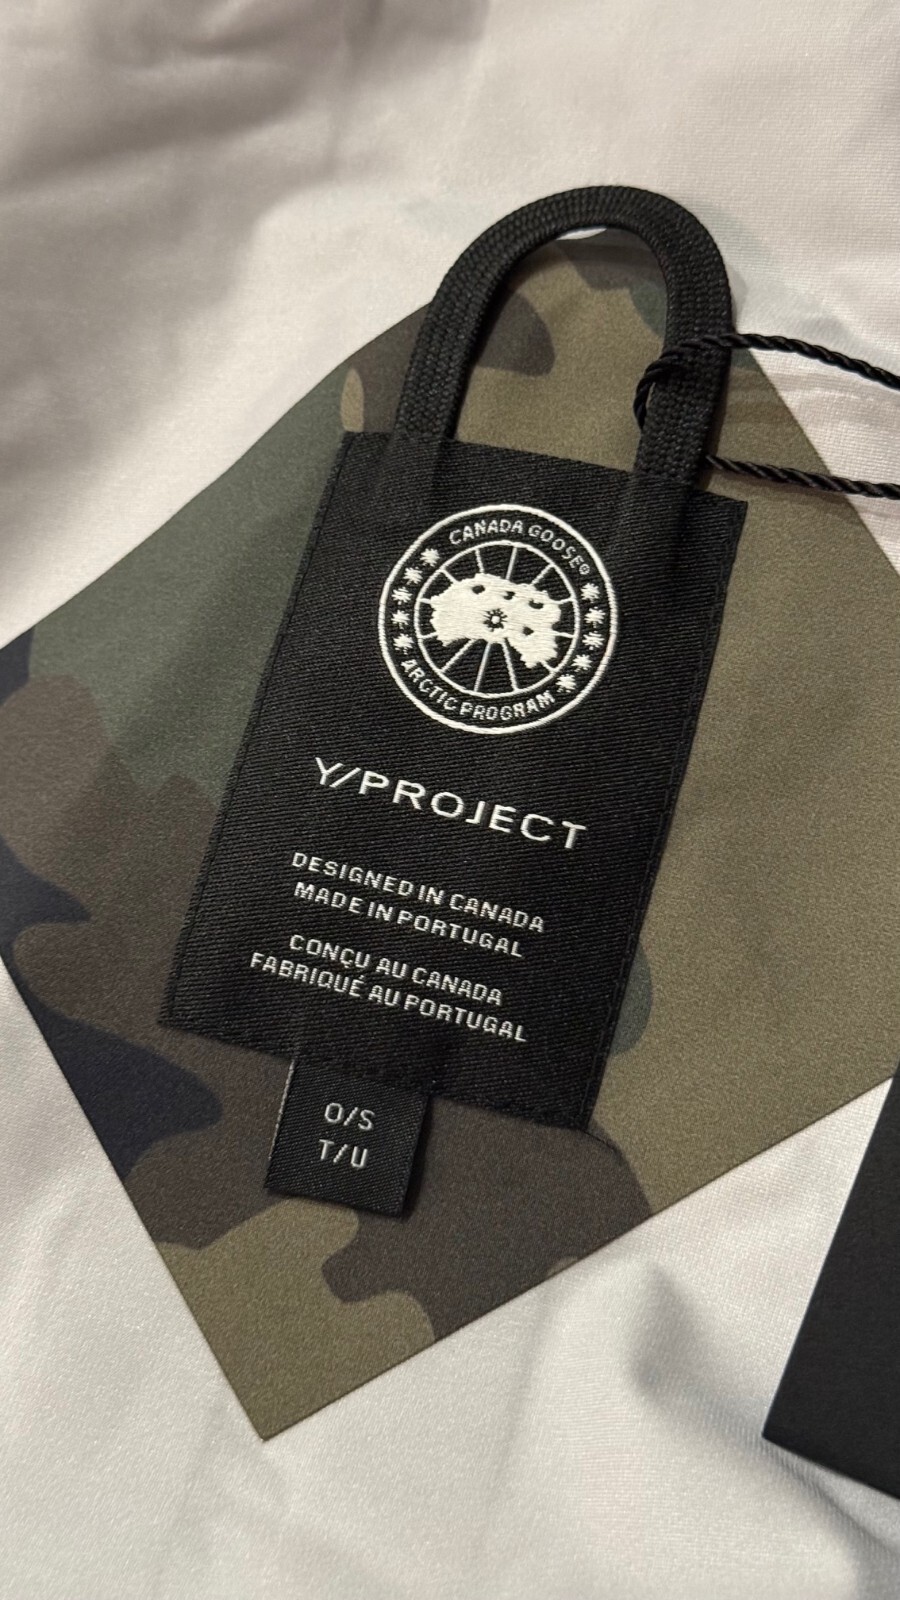 CANADA GOOSE®
ARCTIC PROGRAM
Y/PROJECT
DESIGNED IN CANADA
MADE IN PORTUGAL
CONÇU AU CANADA
FABRIQUÉ AU PORTUGAL
O/S
T/U